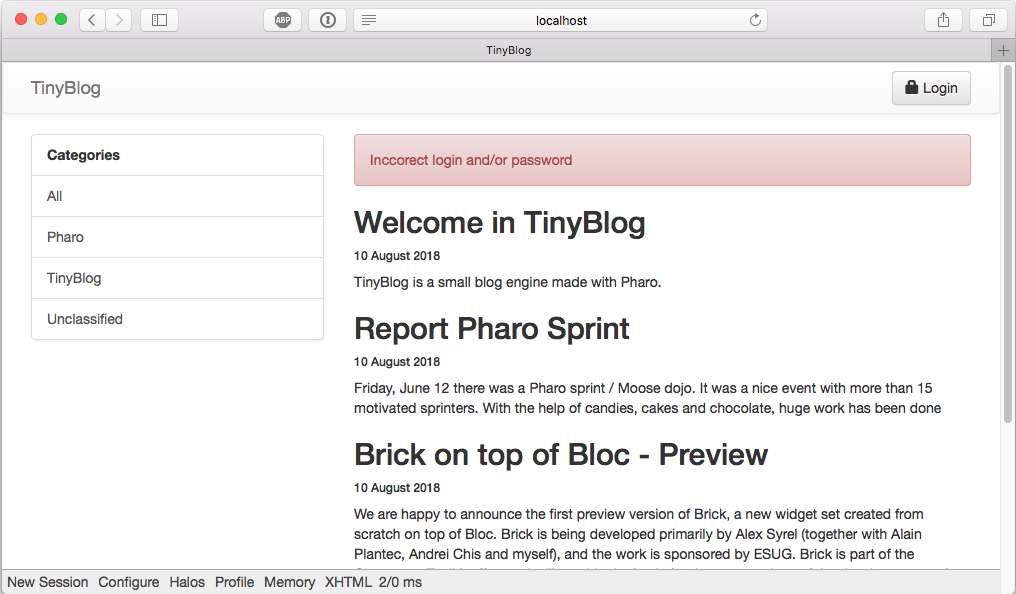 ABP
localhost
TinyBlog
TinyBlog
Login
Categories
All
Pharo
TinyBlog
Unclassified
Inccorect login and/or password
Welcome in TinyBlog
10 August 2018
TinyBlog is a small blog engine made with Pharo.
Report Pharo Sprint
10 August 2018
Friday, June 12 there was a Pharo sprint / Moose dojo. It was a nice event with more than 15
motivated sprinters. With the help of candies, cakes and chocolate, huge work has been done
Brick on top of Bloc - Preview
10 August 2018
We are happy to announce the first preview version of Brick, a new widget set created from
scratch on top of Bloc. Brick is being developed primarily by Alex Syrel (together with Alain
Plantec, Andrei Chis and myself), and the work is sponsored by ESUG. Brick is part of the
New Session Configure Halos Profile Memory XHTML 2/0 ms